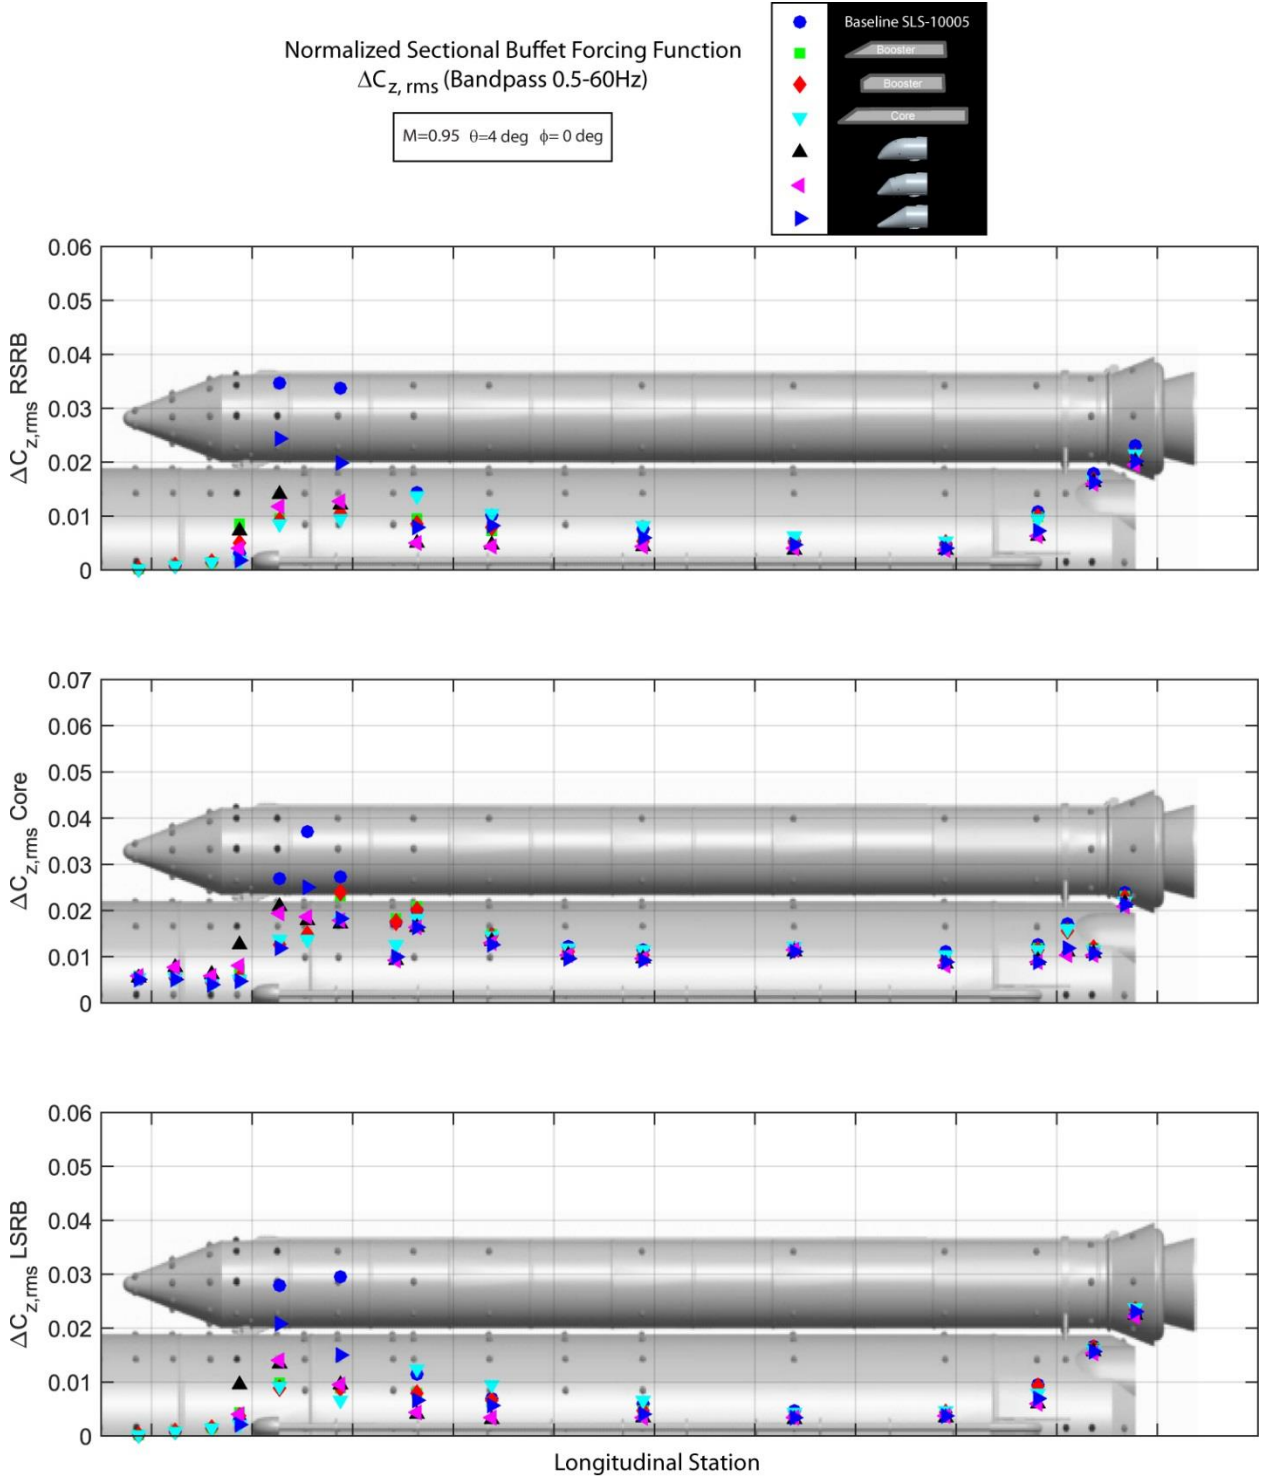 Normalized Sectional Buffet Forcing Function
ΔCz, rms (Bandpass 0.5-60Hz)
M=0.95 θ=4 deg ϕ= 0 deg
Baseline SLS-10005
Booster
Booster
Core
0.06
0.05
0.04
0.03
0.02
0.01
0
ΔCz,rms RSRB
0.07
0.06
0.05
0.04
0.03
0.02
0.01
0
ΔCz,rms Core
0.06
0.05
0.04
0.03
0.02
0.01
0
ΔCz,rms LSRB
Longitudinal Station